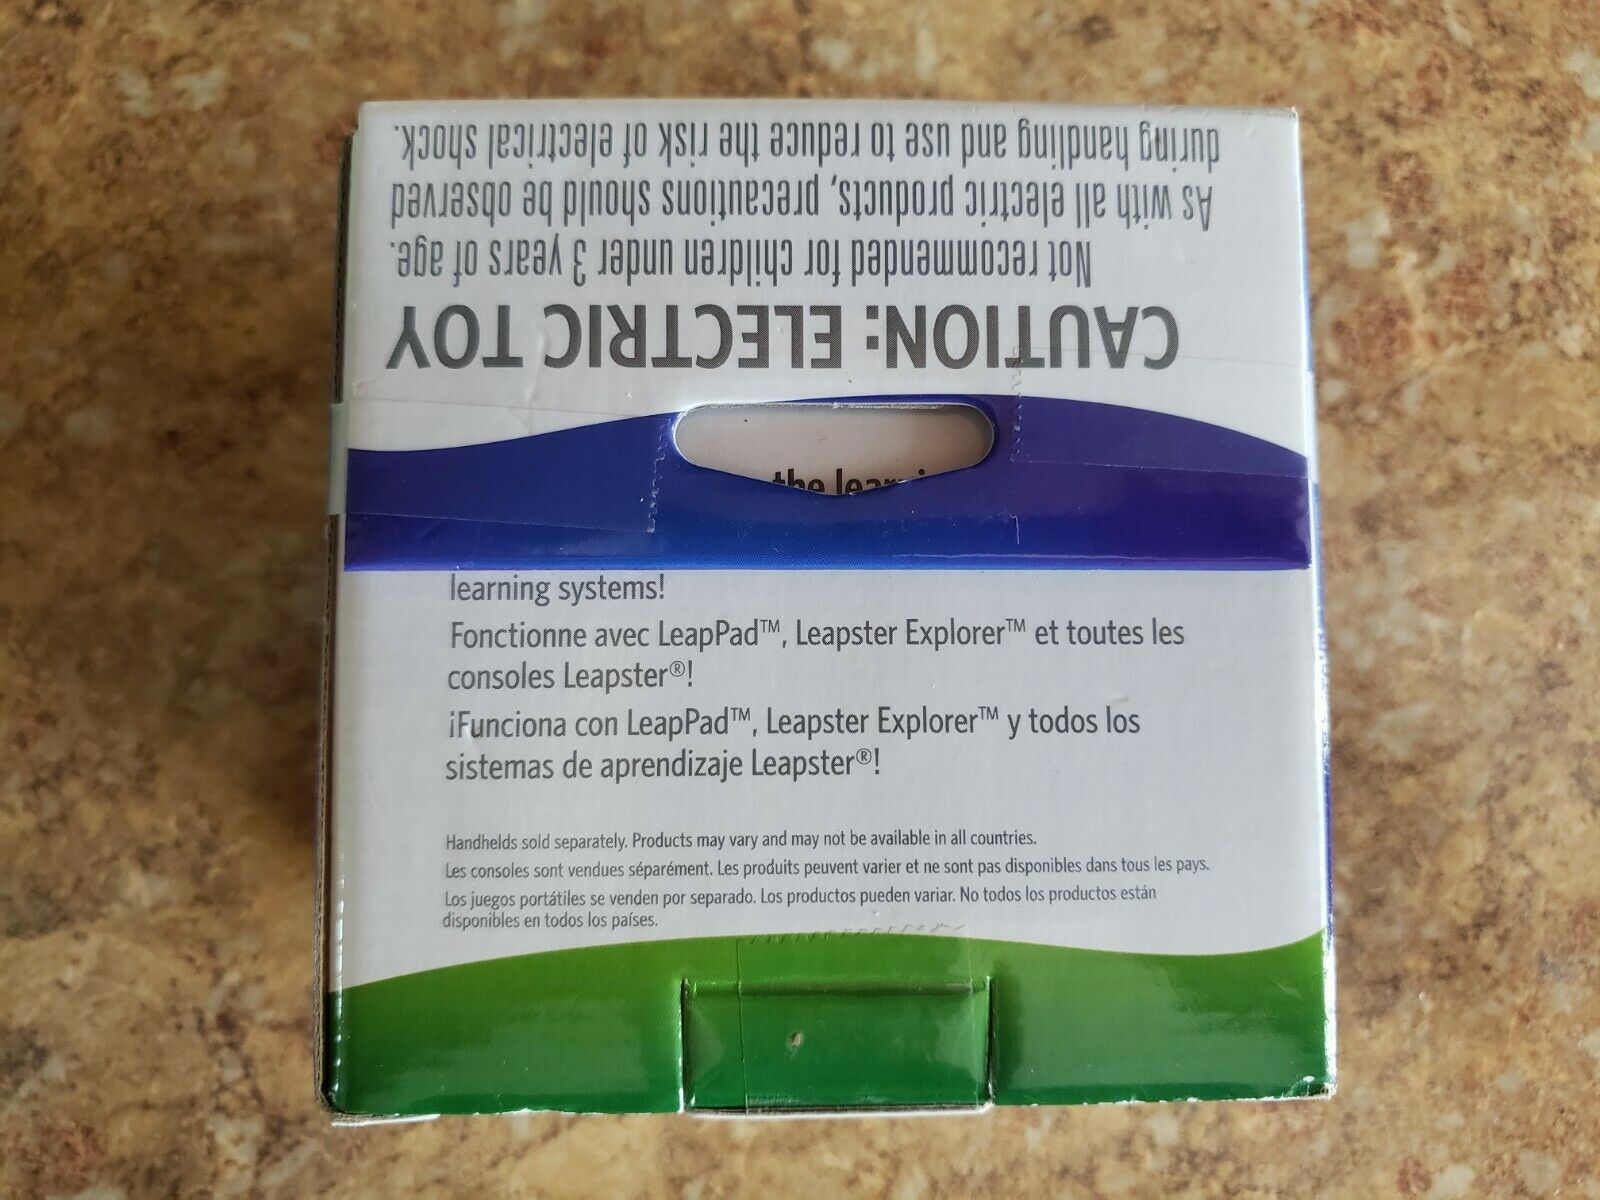 CAUTION: ELECTRIC TOY
Not recommended for children under 3 years of age.
As with all electric products, precautions should be observed
during handling and use to reduce the risk of electrical shock.
the
learning systems!
Fonctionne avec LeapPad™, Leapster Explorer™ et toutes les
consoles Leapster®!
¡Funciona con LeapPad™, Leapster Explorer™ y todos los
sistemas de aprendizaje Leapster®!
Handhelds sold separately. Products may vary and may not be available in all countries.
Les consoles sont vendues séparément. Les produits peuvent varier et ne sont pas disponibles dans tous les pays.
Los juegos portátiles se venden por separado. Los productos pueden variar. No todos los productos están
disponibles en todos los países.